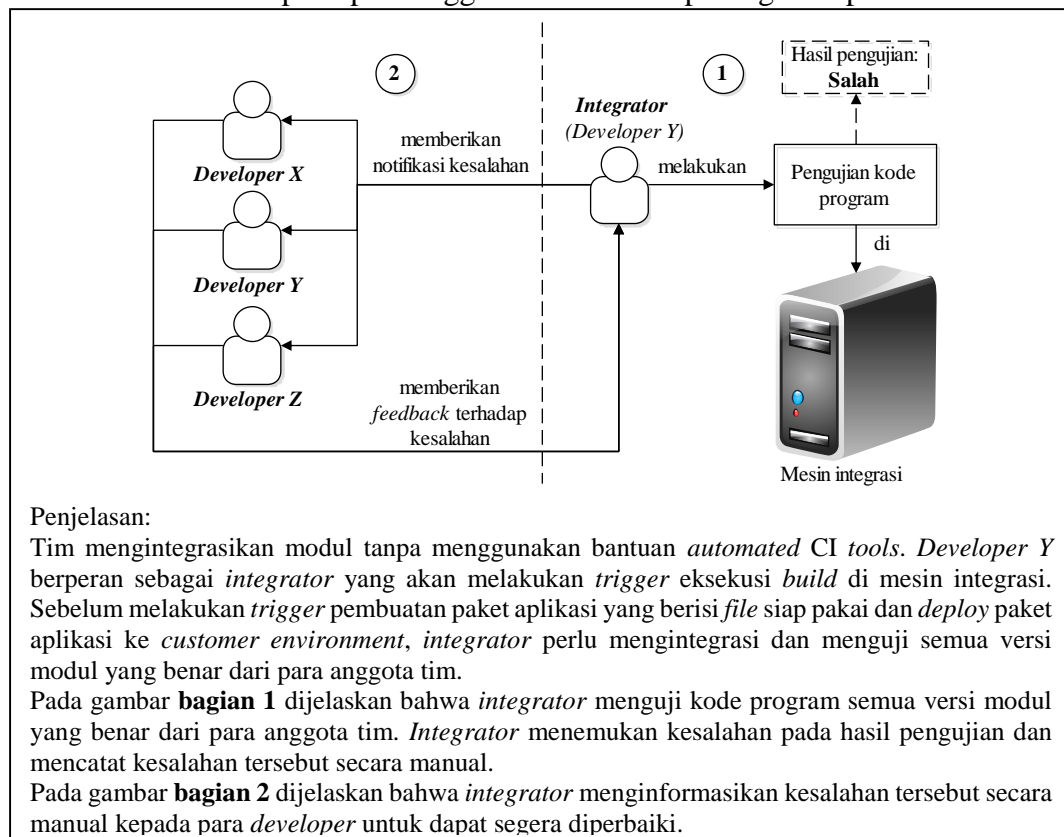 2
1
Hasil pengujian:
Salah
Integrator
(Developer Y)
memberikan
notifikasi kesalahan
melakukan
Pengujian kode
program
di
Developer X
Developer Y
Developer Z
memberikan
feedback terhadap
kesalahan
Mesin integrasi
Penjelasan:
Tim mengintegrasikan modul tanpa menggunakan bantuan automated CI tools. Developer Y
berperan sebagai integrator yang akan melakukan trigger eksekusi build di mesin integrasi.
Sebelum melakukan trigger pembuatan paket aplikasi yang berisi file siap pakai dan deploy paket
aplikasi ke customer environment, integrator perlu mengintegrasi dan menguji semua versi
modul yang benar dari para anggota tim.
Pada gambar bagian 1 dijelaskan bahwa integrator menguji kode program semua versi modul
yang benar dari para anggota tim. Integrator menemukan kesalahan pada hasil pengujian dan
mencatat kesalahan tersebut secara manual.
Pada gambar bagian 2 dijelaskan bahwa integrator menginformasikan kesalahan tersebut secara
manual kepada para developer untuk dapat segera diperbaiki.